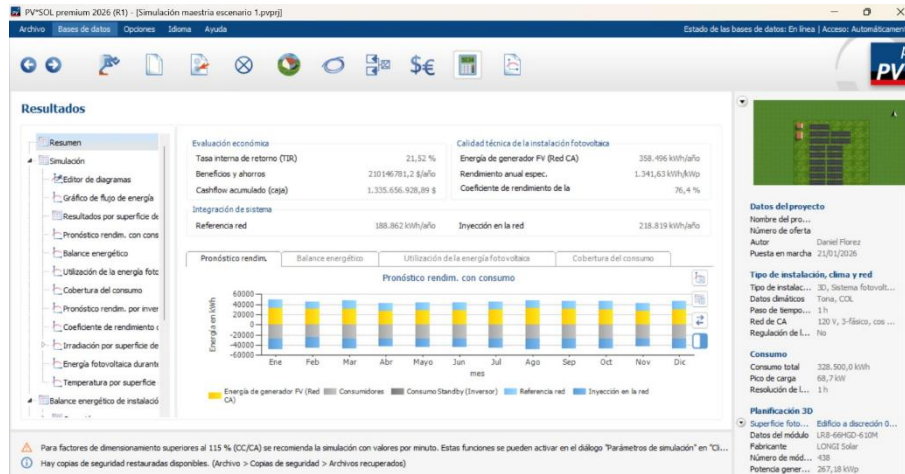 PV*SOL premium 2026 (R1) - [Simulación maestria escenario 1.pvprj]
Archivo Bases de datos Opciones Idioma Ayuda Estado de las bases de datos: En línea | Acceso: Automáticament
$€
PV
Resultados
Resumen
Simulación
Editor de diagramas
Gráfico de flujo de energía
Resultados por superficie de
Pronóstico rendim. con cons
Balance energético
Utilización de la energía foto
Cobertura del consumo
Pronóstico rendim. por inver
Coeficiente de rendimiento
Irradiación por superficie de
Energía fotovoltaica durante
Temperatura por superficie
Balance energético de instalació
Evaluación económica
Tasa interna de retorno (TIR) 21,52 %
Beneficios y ahorros 210146781,2 $/año
Cashflow acumulado (caja) 1.335.656.928,89 $
Calidad técnica de la instalación fotovoltaica
Energía de generador FV (Red CA) 358.496 kWh/año
Rendimiento anual espec. 1.341,63 kWh/kWp
Coeficiente de rendimiento de la 76,4 %
Integración de sistema
Referencia red 188.862 kWh/año Inyección en la red 218.819 kWh/año
Pronóstico rendim. Balance energético Utilización de la energía fotovoltaica Cobertura del consumo
Pronóstico rendim. con consumo
Energía en kWh
60000
40000
20000
0
-20000
-40000
-60000
Ene Feb Mar Abr Mayo Jun Jul Ago Sep Oct Nov Dic
mes
Energía de generador FV (Red CA) Consumidores Consumo Standby (Inversor) Referencia red Inyección en la red
Datos del proyecto
Nombre del pro...
Número de oferta
Autor Daniel Florez
Puesta en marcha 21/01/2026
Tipo de instalación, clima y red
Tipo de instalac... 3D, Sistema fotovolt...
Datos climáticos Tona, COL
Paso de tiempo... 1 h
Red de CA 120 V, 3-fásico, cos ...
Regulación de l... No
Consumo
Consumo total 328.500,0 kWh
Pico de carga 68,7 kW
Resolución de l... 1 h
Planificación 3D
Superficie foto... Edificio a discreción 0...
Datos del módulo LR8-66HGD-610M
Fabricante LONGI Solar
Número de mód... 438
Potencia gener... 267,18 kWp
Para factores de dimensionamento superiores al 115 % (CC/CA) se recomienda la simulación con valores por minuto. Estas funciones se pueden activar en el diálogo "Parámetros de simulación" en "Cli...
Hay copias de seguridad restauradas disponibles. (Archivo > Copias de seguridad > Archivos recuperados)